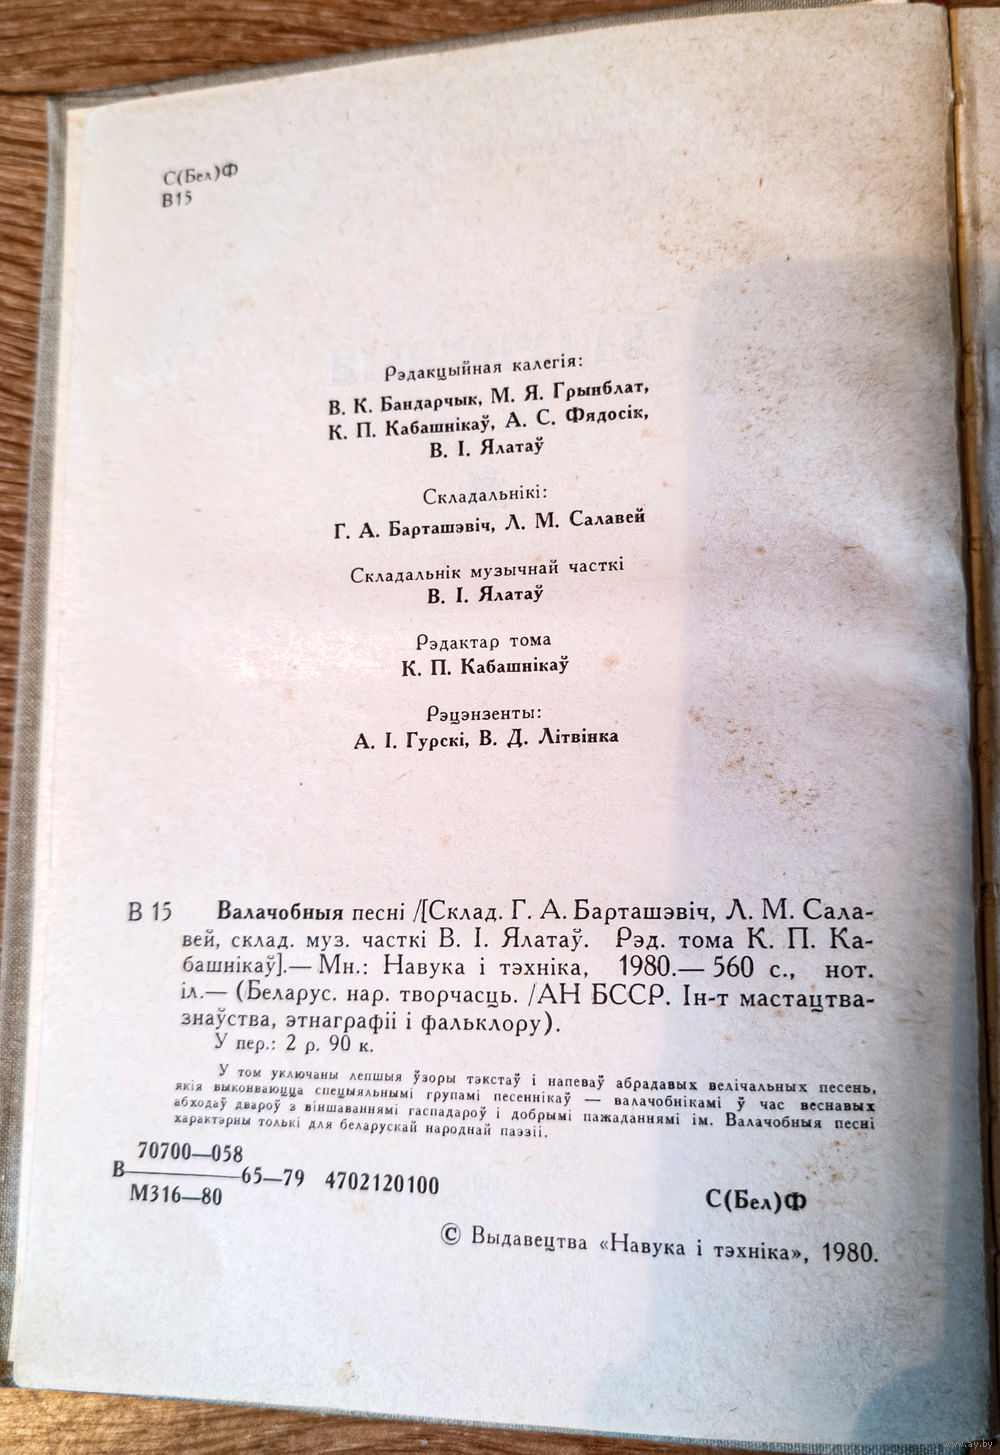 С(Бел)Ф
В15
Рэдакцыйная калегія:
В. К. Бандарчык, М. Я. Грынблат,
К. П. Кабашнікаў, А. С. Фядосік,
В. І. Ялатаў
Складальнікі:
Г. А. Барташэвіч, Л. М. Салавей
Складальнік музычнай часткі
В. І. Ялатаў
Рэдактар тома
К. П. Кабашнікаў
Рэцэнзенты:
А. І. Гурскі, В. Д. Літвінка
В 15 Валачобныя песні /[Склад. Г. А. Барташэвіч, Л. М. Сала-
вей, склад. муз. часткі В. І. Ялатаў. Рэд. тома К. П. Ка-
башнікаў].— Мн.: Навука і тэхніка, 1980.— 560 с., нот.
іл.— (Беларус. нар. творчасць. /АН БССР. Ін-т мастацтва-
знаўства, этнаграфіі і фальклору).
У пер.: 2 р. 90 к.
У том уключаны лепшыя ўзоры тэкстаў і напеваў абрадавых велічальных песень,
якія выконваюцца спецыяльнымі групамі песеннікаў — валачобнікамі ў час веснавых
абходаў двароў з віншаваннямі гаспадароў і добрымі пажаданнямі ім. Валачобныя песні
характэрны толькі для беларускай народнай паэзіі.
70700—058
В————65—79 4702120100
М316—80
С(Бел)Ф
© Выдавецтва «Навука і тэхніка», 1980.
www.ay.by